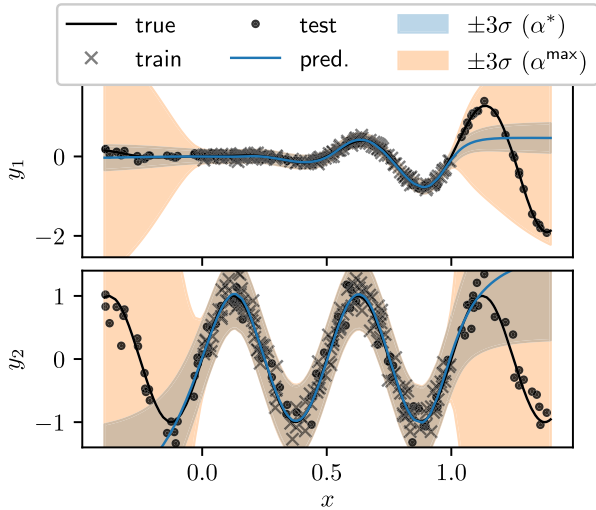 true test ±3σ (α*)
train pred. ±3σ (α^max)
y₁
0
−2
y₂
1
0
−1
0.0 0.5 1.0
x